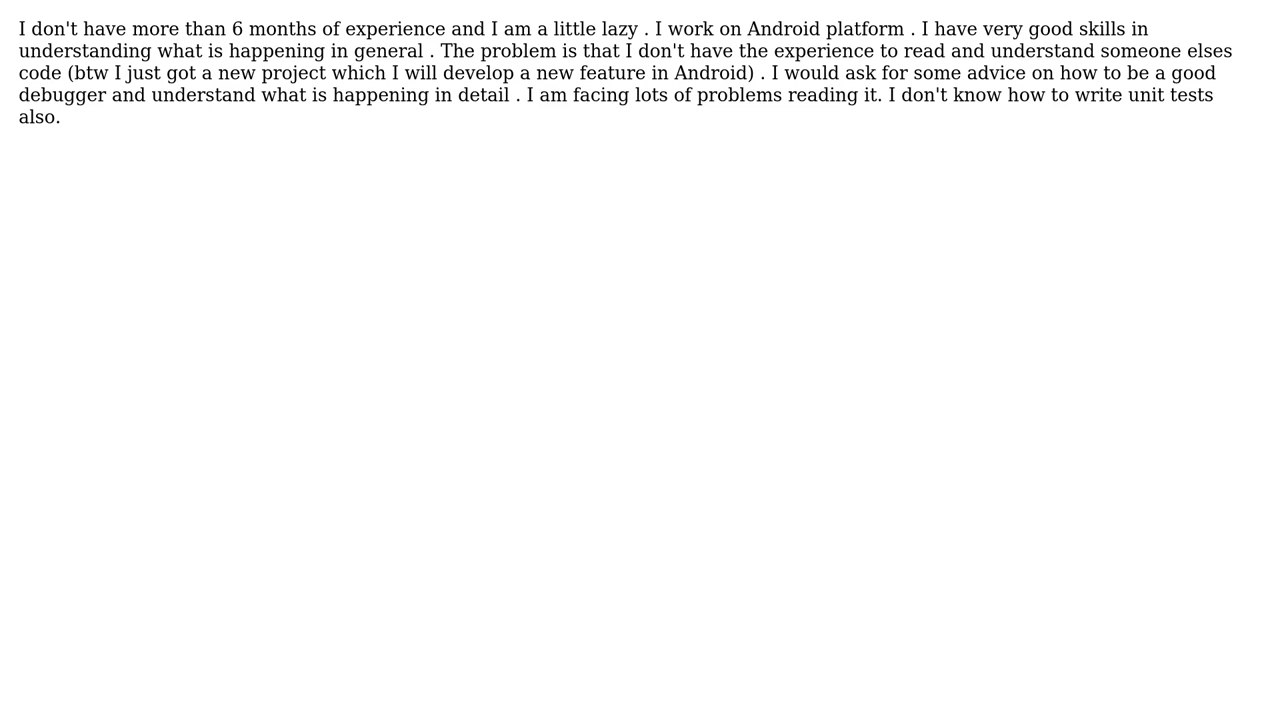 I don't have more than 6 months of experience and I am a little lazy . I work on Android platform . I have very good skills in
understanding what is happening in general . The problem is that I don't have the experience to read and understand someone elses
code (btw I just got a new project which I will develop a new feature in Android) . I would ask for some advice on how to be a good
debugger and understand what is happening in detail . I am facing lots of problems reading it. I don't know how to write unit tests
also.